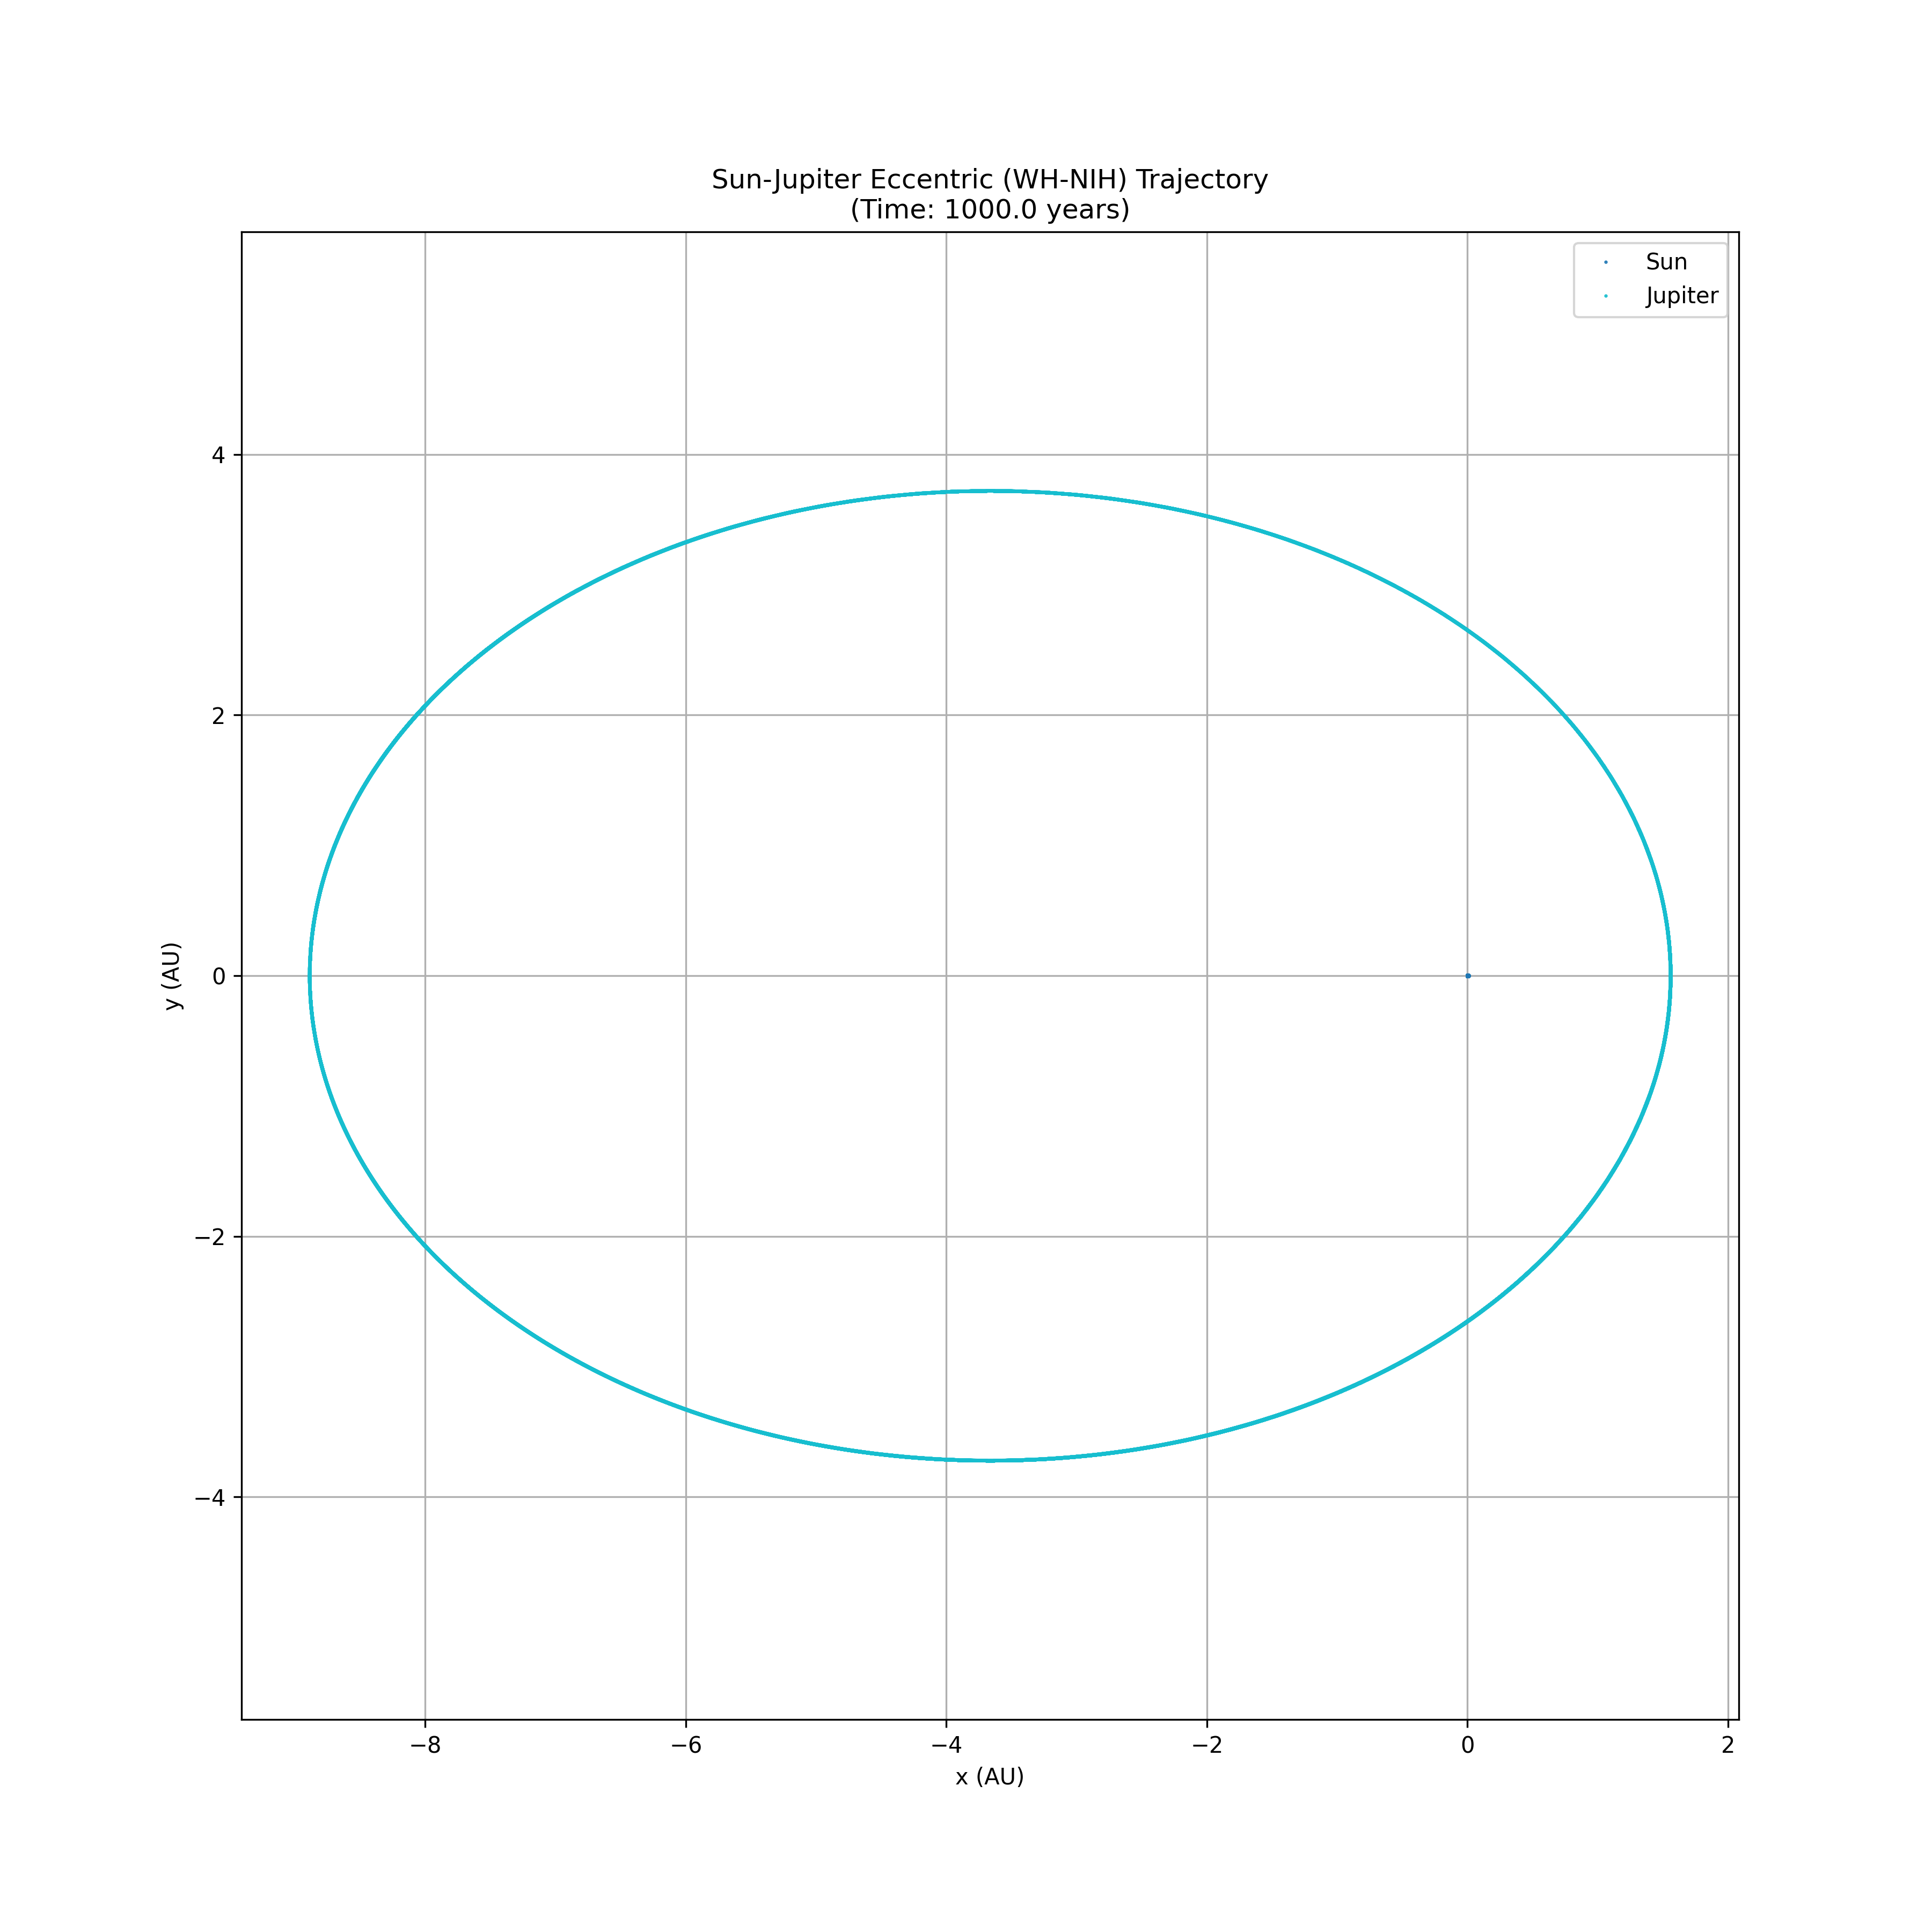 Sun-Jupiter Eccentric (WH-NIH) Trajectory
(Time: 1000.0 years)
Sun
Jupiter
4
2
0
−2
−4
y (AU)
−8 −6 −4 −2 0 2
x (AU)